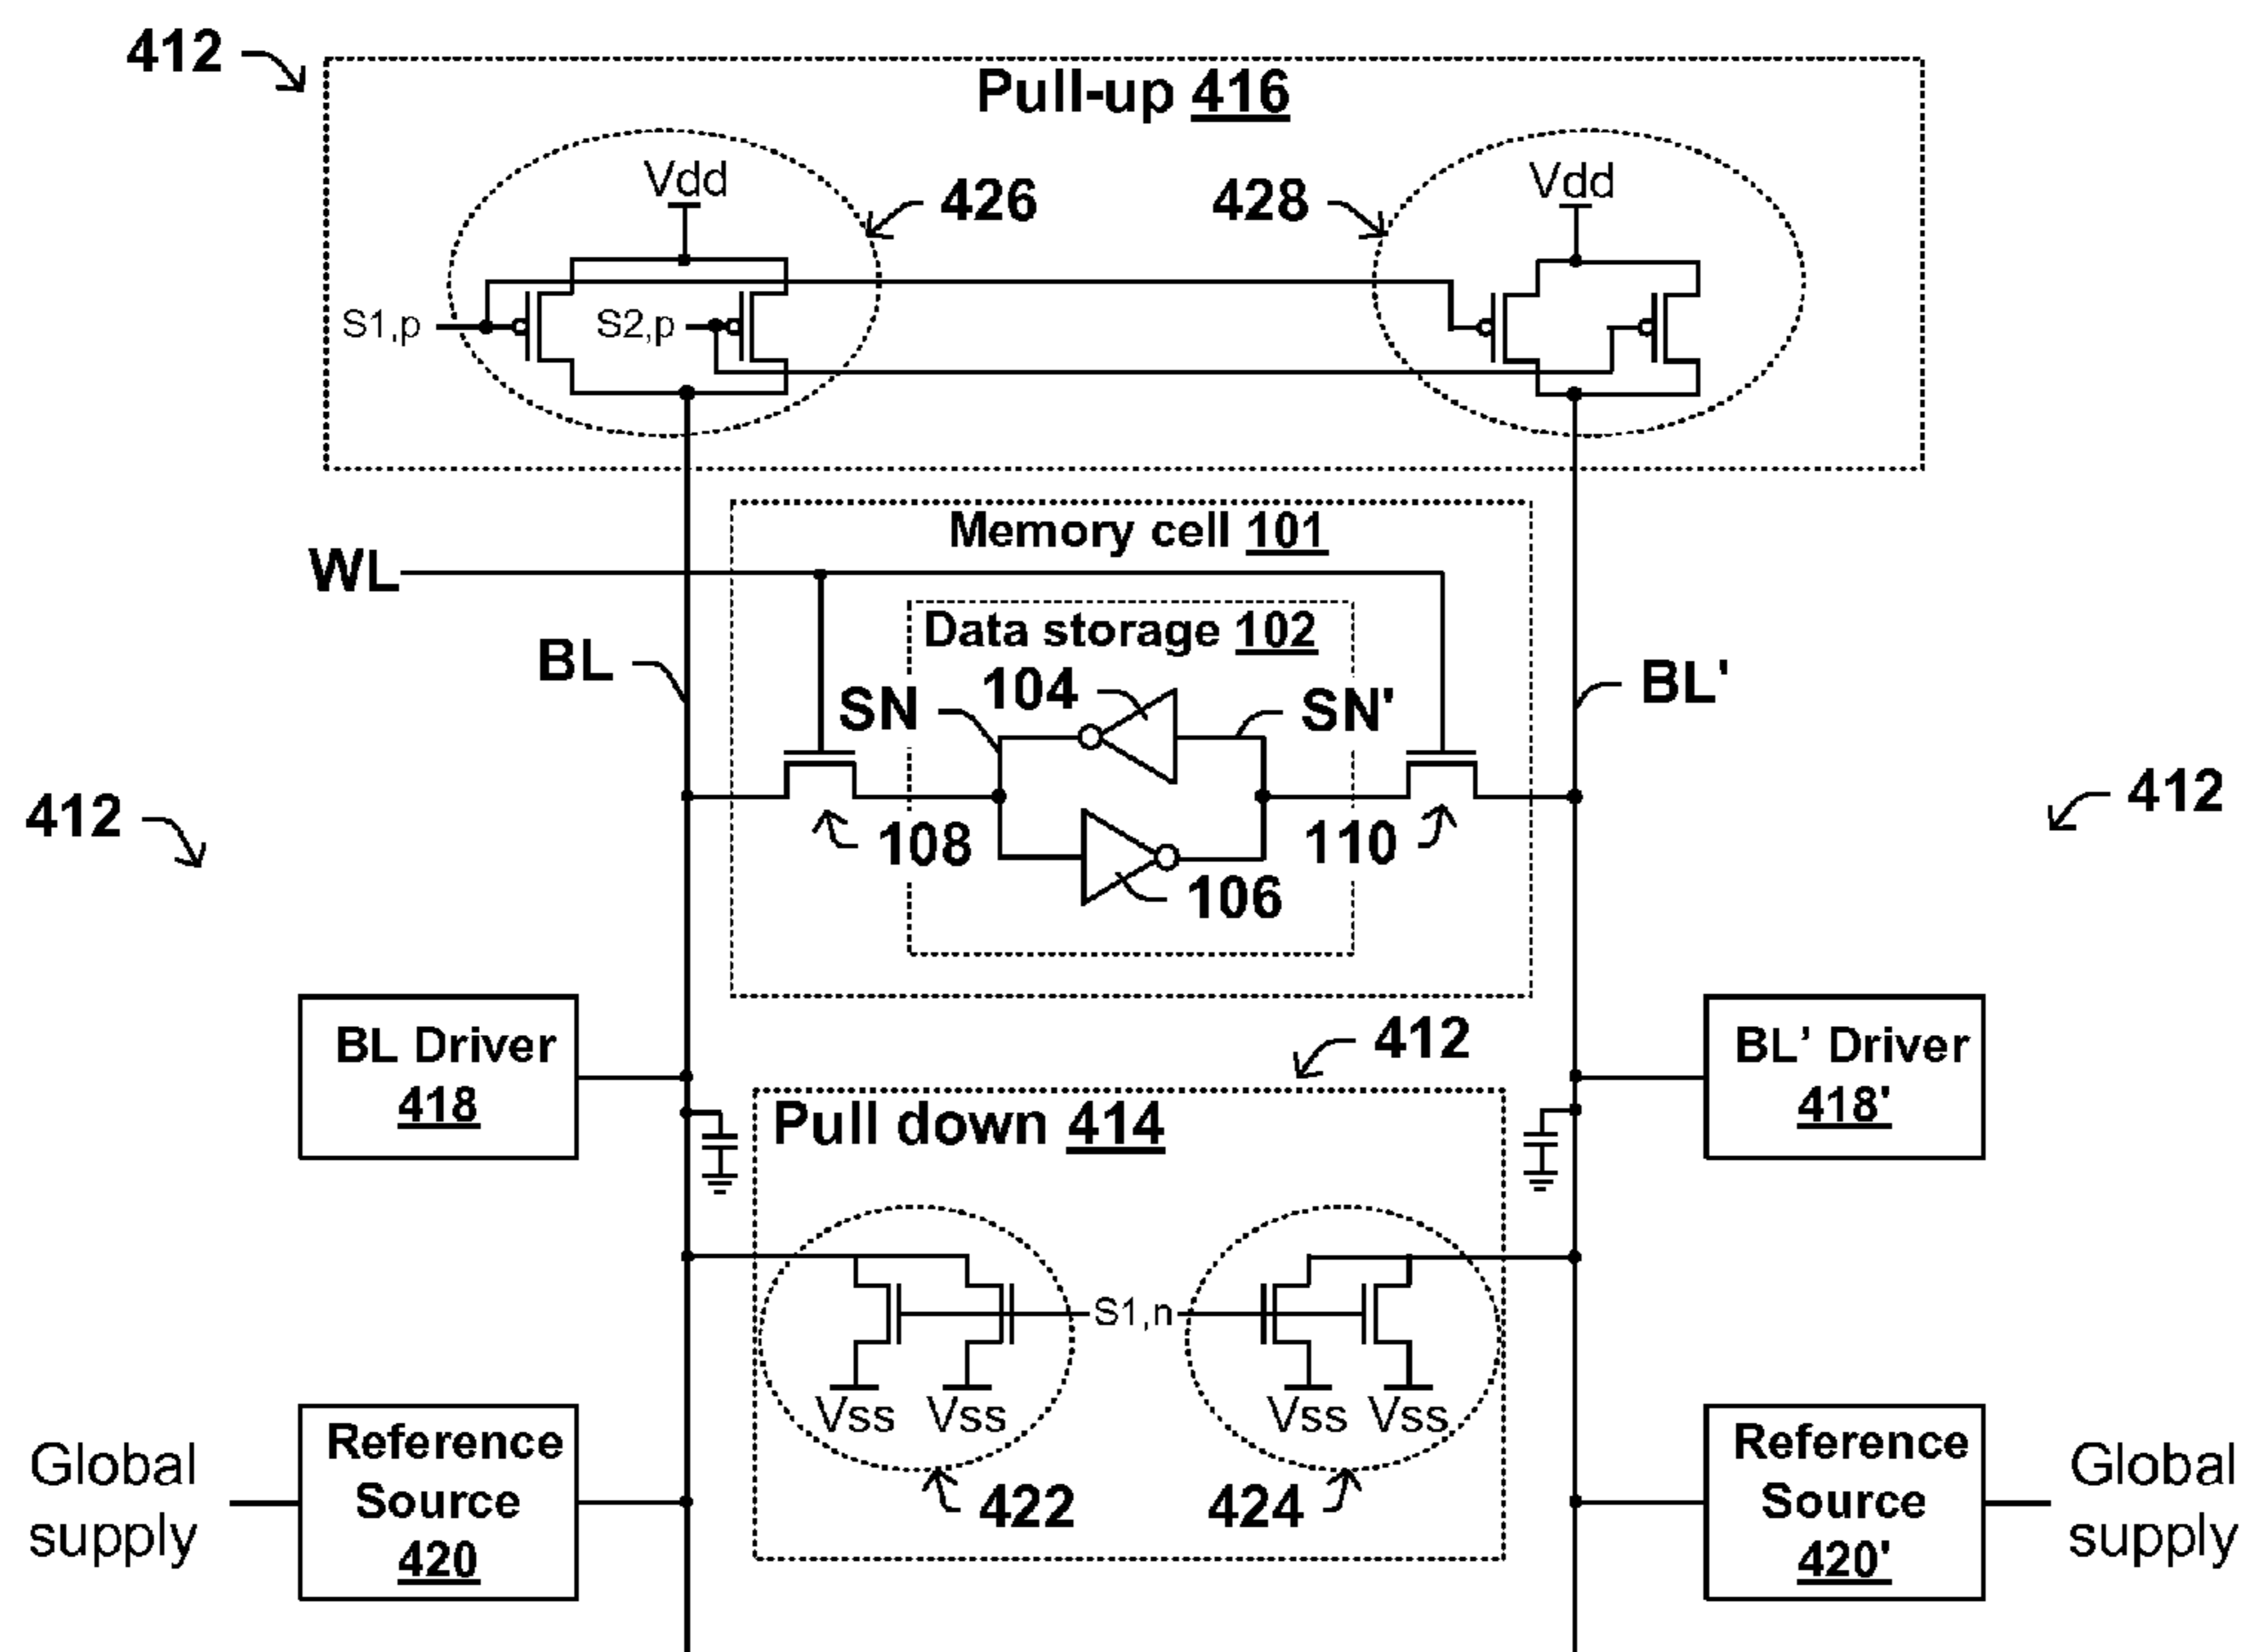 412
Pull-up 416
Vdd
426
428
Vdd
S1,p
S2,p
Memory cell 101
WL
Data storage 102
BL
104
SN
SN'
BL'
412
108
106
110
412
BL Driver
418
412
BL’ Driver
418'
Pull down 414
S1,n
Vss Vss
Vss Vss
Global
supply
Reference
Source
420
422
424
Reference
Source
420'
Global
supply